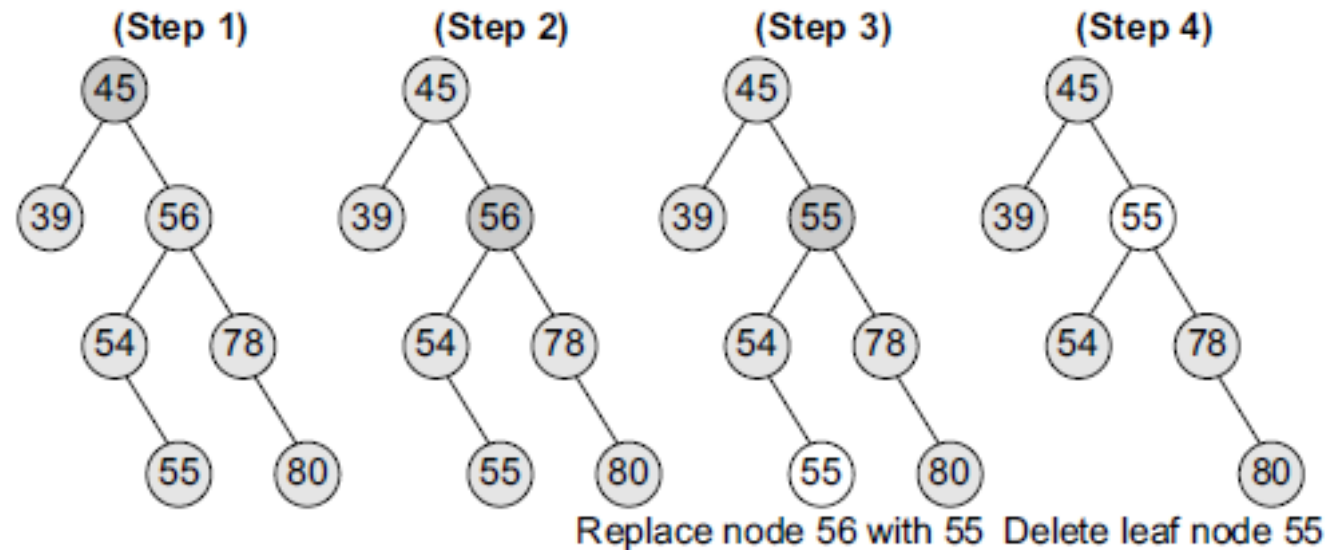 (Step 1) (Step 2) (Step 3) (Step 4)
45 45 45 45
39 56 39 56 39 55 39 55
54 78 54 78 54 78 54 78
55 80 55 80 55 80 80
Replace node 56 with 55 Delete leaf node 55